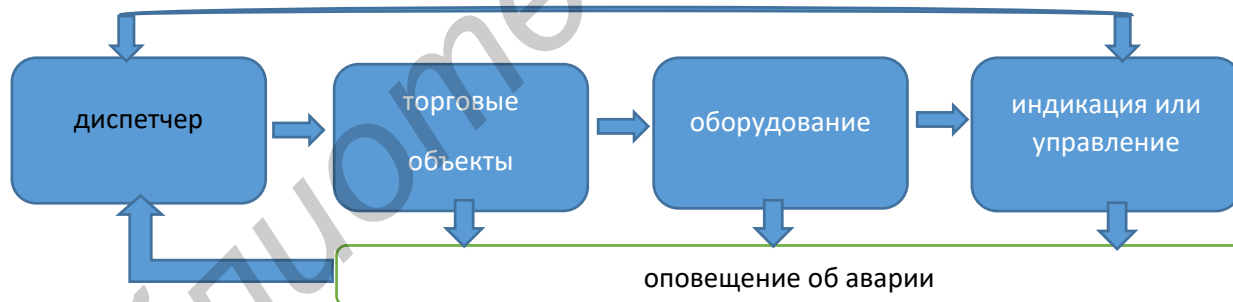 диспетчер
торговые
объекты
оборудование
индикация или
управление
оповещение об аварии